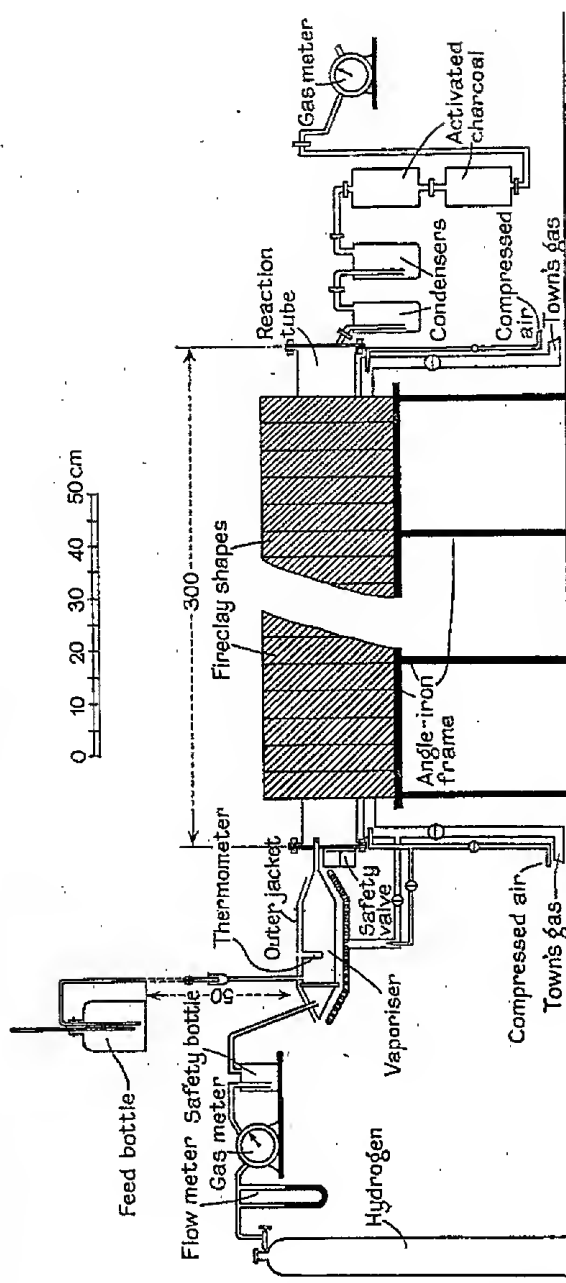 0 10 20 30 40 50 cm
300
50
Feed bottle
Flow meter
Gas meter
Safety bottle
Hydrogen
Vaporiser
Thermometer
Outer jacket
Safety
valve
Compressed air
Town's gas
Fireclay shapes
Angle-iron
frame
Reaction
tube
Condensers
Compressed
air
Town's gas
Activated
charcoal
Gas meter